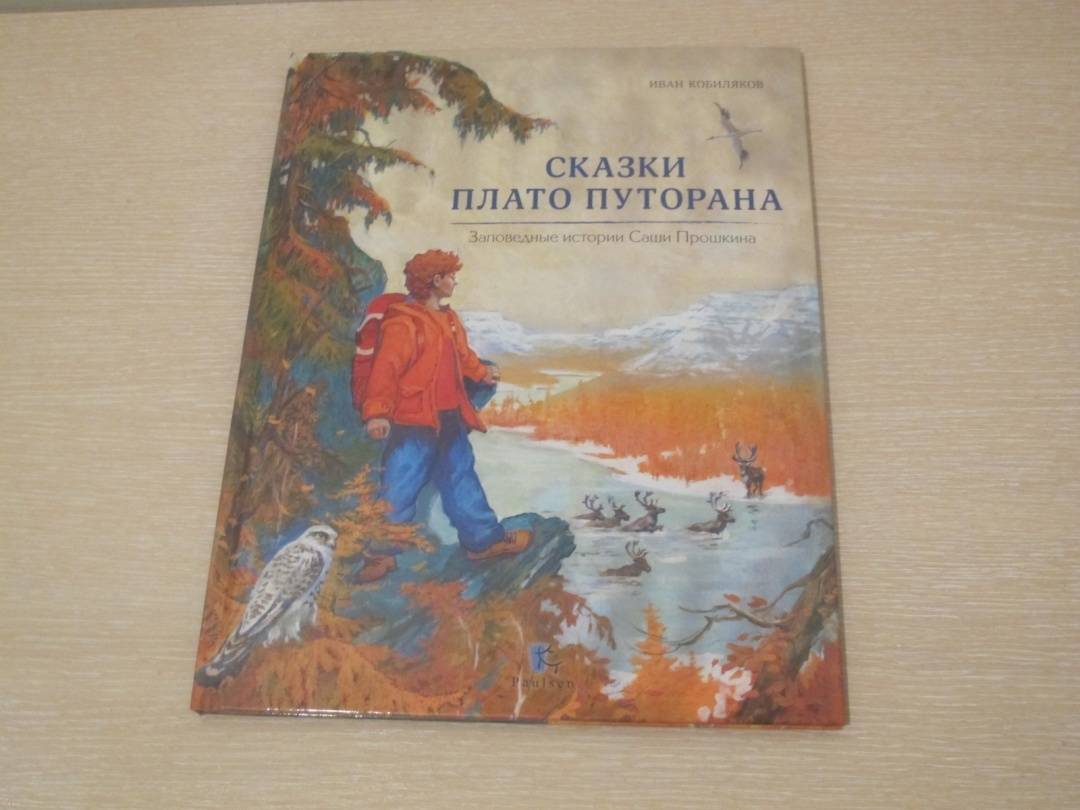 ИВАН КОБИЛЯКОВ
СКАЗКИ
ПЛАТО ПУТОРАНА
Заповедные истории Саши Прошкина
Paulsen